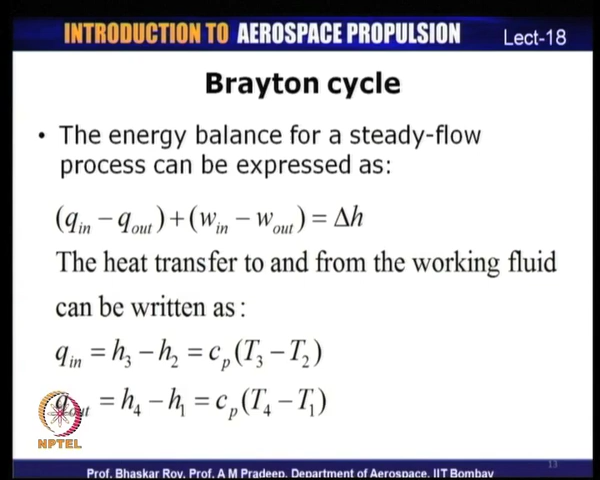 INTRODUCTION TO AEROSPACE PROPULSION Lect-18
Brayton cycle
• The energy balance for a steady-flow
process can be expressed as:
(q_in − q_out) + (w_in − w_out) = Δh
The heat transfer to and from the working fluid
can be written as:
q_in = h_3 − h_2 = c_p(T_3 − T_2)
q_out = h_4 − h_1 = c_p(T_4 − T_1)
NPTEL
13
Prof. Bhaskar Roy, Prof. A M Pradeep, Department of Aerospace, IIT Bombay